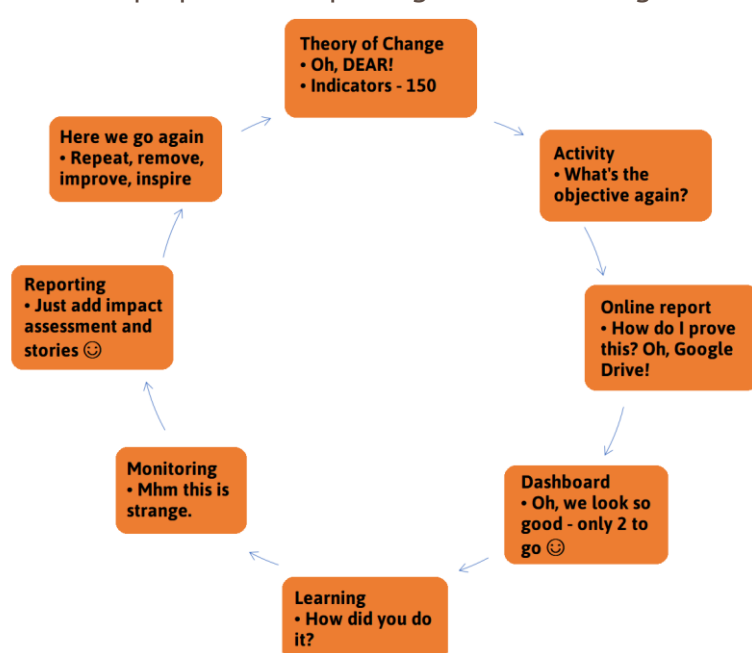 Theory of Change
• Oh, DEAR!
• Indicators - 150
Activity
• What's the
objective again?
Online report
• How do I prove
this? Oh, Google
Drive!
Dashboard
• Oh, we look so
good - only 2 to
go ☺
Learning
• How did you do
it?
Monitoring
• Mhm this is
strange.
Reporting
• Just add impact
assessment and
stories ☺
Here we go again
• Repeat, remove,
improve, inspire